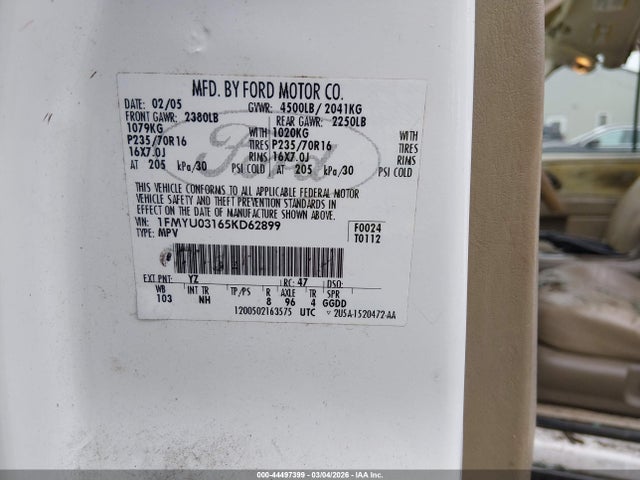 MFD. BY FORD MOTOR CO.
DATE: 02/05 GVWR: 4500LB/ 2041KG
FRONT GAWR: 2380LB REAR GAWR: 2250LB
1079KG WITH 1020KG WITH
P235/70R16 TIRES P235/70R16 TIRES
16X7.0J RIMS 16X7.0J RIMS
AT 205 kPa/30 PSI COLD AT 205 kPa/30 PSI COLD
THIS VEHICLE CONFORMS TO ALL APPLICABLE FEDERAL MOTOR
VEHICLE SAFETY AND THEFT PREVENTION STANDARDS IN
EFFECT ON THE DATE OF MANUFACTURE SHOWN ABOVE.
VIN: 1FMYU03165KD62899 F0024
TYPE: MPV T0112
EXT PNT: YZ RC: 47 DSO:
WB INT TR TP/PS R AXLE TR SPR
103 NH 8 96 4 GGDD
1200502163575 UTC 2U5A-1520472-AA
Ford
000-44497399 - 03/04/2026 - IAAI.COM